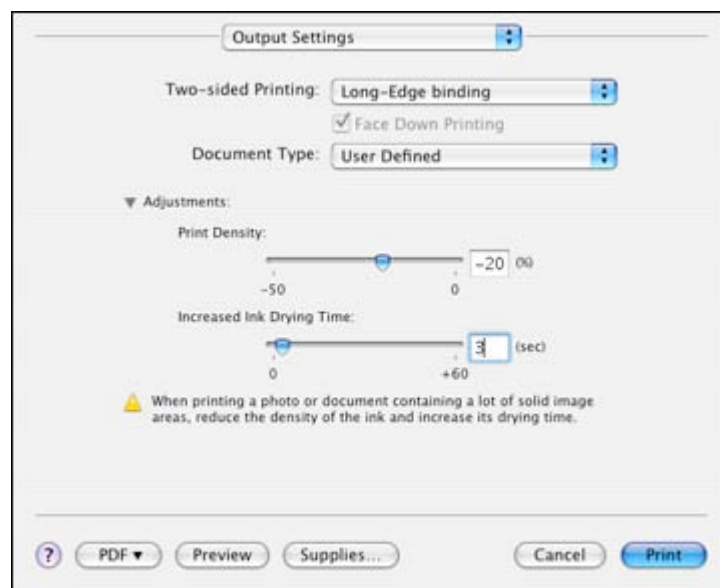 Output Settings
Two-sided Printing: Long-Edge binding
Face Down Printing
Document Type: User Defined
Adjustments:
Print Density:
-20 (%)
-50 0
Increased Ink Drying Time:
3 (sec)
0 +60
When printing a photo or document containing a lot of solid image
areas, reduce the density of the ink and increase its drying time.
? PDF ▼ Preview Supplies... Cancel Print